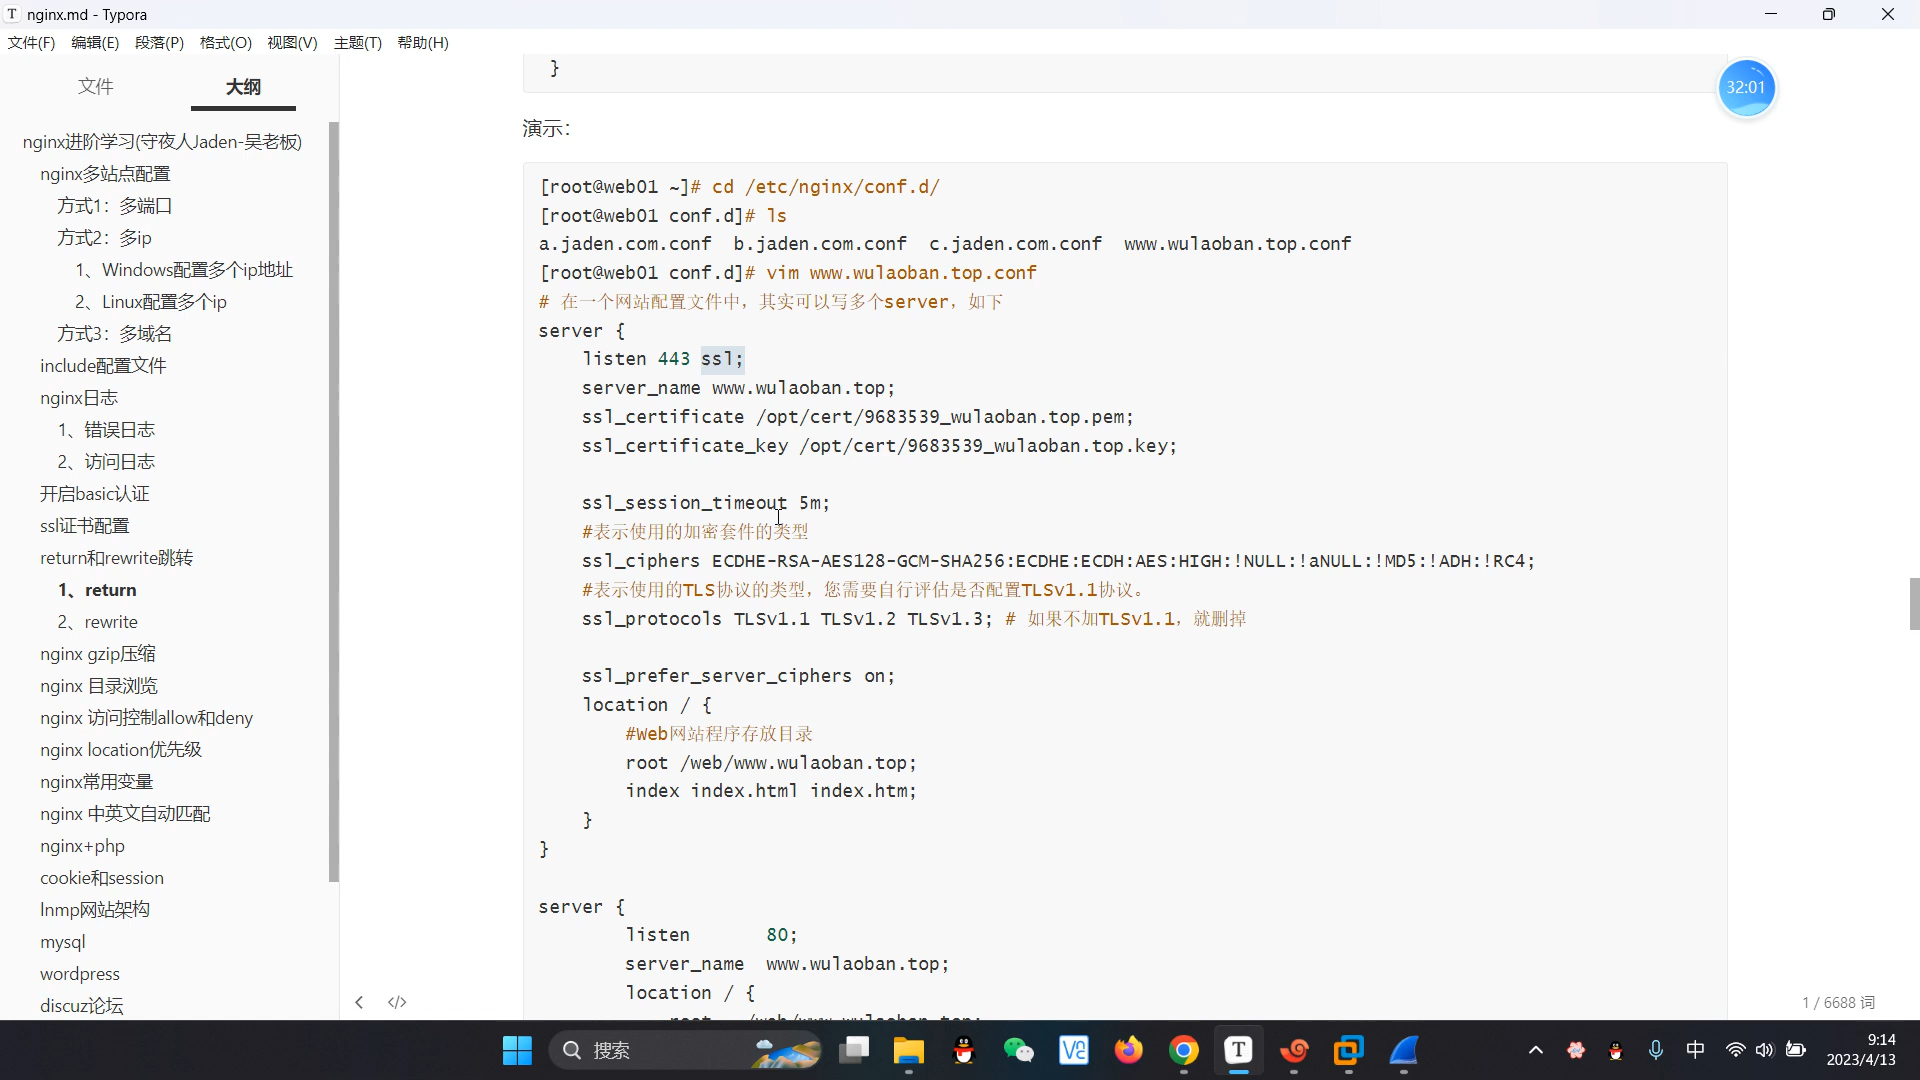 nginx.md - Typora
文件(F) 编辑(E) 段落(P) 格式(O) 视图(V) 主题(T) 帮助(H)
文件 大纲
nginx进阶学习(守夜人Jaden-吴老板)
nginx多站点配置
方式1：多端口
方式2：多ip
1、Windows配置多个ip地址
2、Linux配置多个ip
方式3：多域名
include配置文件
nginx日志
1、错误日志
2、访问日志
开启basic认证
ssl证书配置
return和rewrite跳转
1、return
2、rewrite
nginx gzip压缩
nginx 目录浏览
nginx 访问控制allow和deny
nginx location优先级
nginx常用变量
nginx 中英文自动匹配
nginx+php
cookie和session
lnmp网站架构
mysql
wordpress
discuz论坛
}
32:01
演示：
[root@web01 ~]# cd /etc/nginx/conf.d/
[root@web01 conf.d]# ls
a.jaden.com.conf  b.jaden.com.conf  c.jaden.com.conf  www.wulaoban.top.conf
[root@web01 conf.d]# vim www.wulaoban.top.conf
# 在一个网站配置文件中，其实可以写多个server，如下
server {
    listen 443 ssl;
    server_name www.wulaoban.top;
    ssl_certificate /opt/cert/9683539_wulaoban.top.pem;
    ssl_certificate_key /opt/cert/9683539_wulaoban.top.key;
    ssl_session_timeout 5m;
    #表示使用的加密套件的类型
    ssl_ciphers ECDHE-RSA-AES128-GCM-SHA256:ECDHE:ECDH:AES:HIGH:!NULL:!aNULL:!MD5:!ADH:!RC4;
    #表示使用的TLS协议的类型，您需要自行评估是否配置TLSv1.1协议。
    ssl_protocols TLSv1.1 TLSv1.2 TLSv1.3; # 如果不加TLSv1.1，就删掉
    ssl_prefer_server_ciphers on;
    location / {
        #Web网站程序存放目录
        root /web/www.wulaoban.top;
        index index.html index.htm;
    }
}
server {
        listen       80;
        server_name  www.wulaoban.top;
        location / {
1 / 6688 词
搜索
中
9:14
2023/4/13